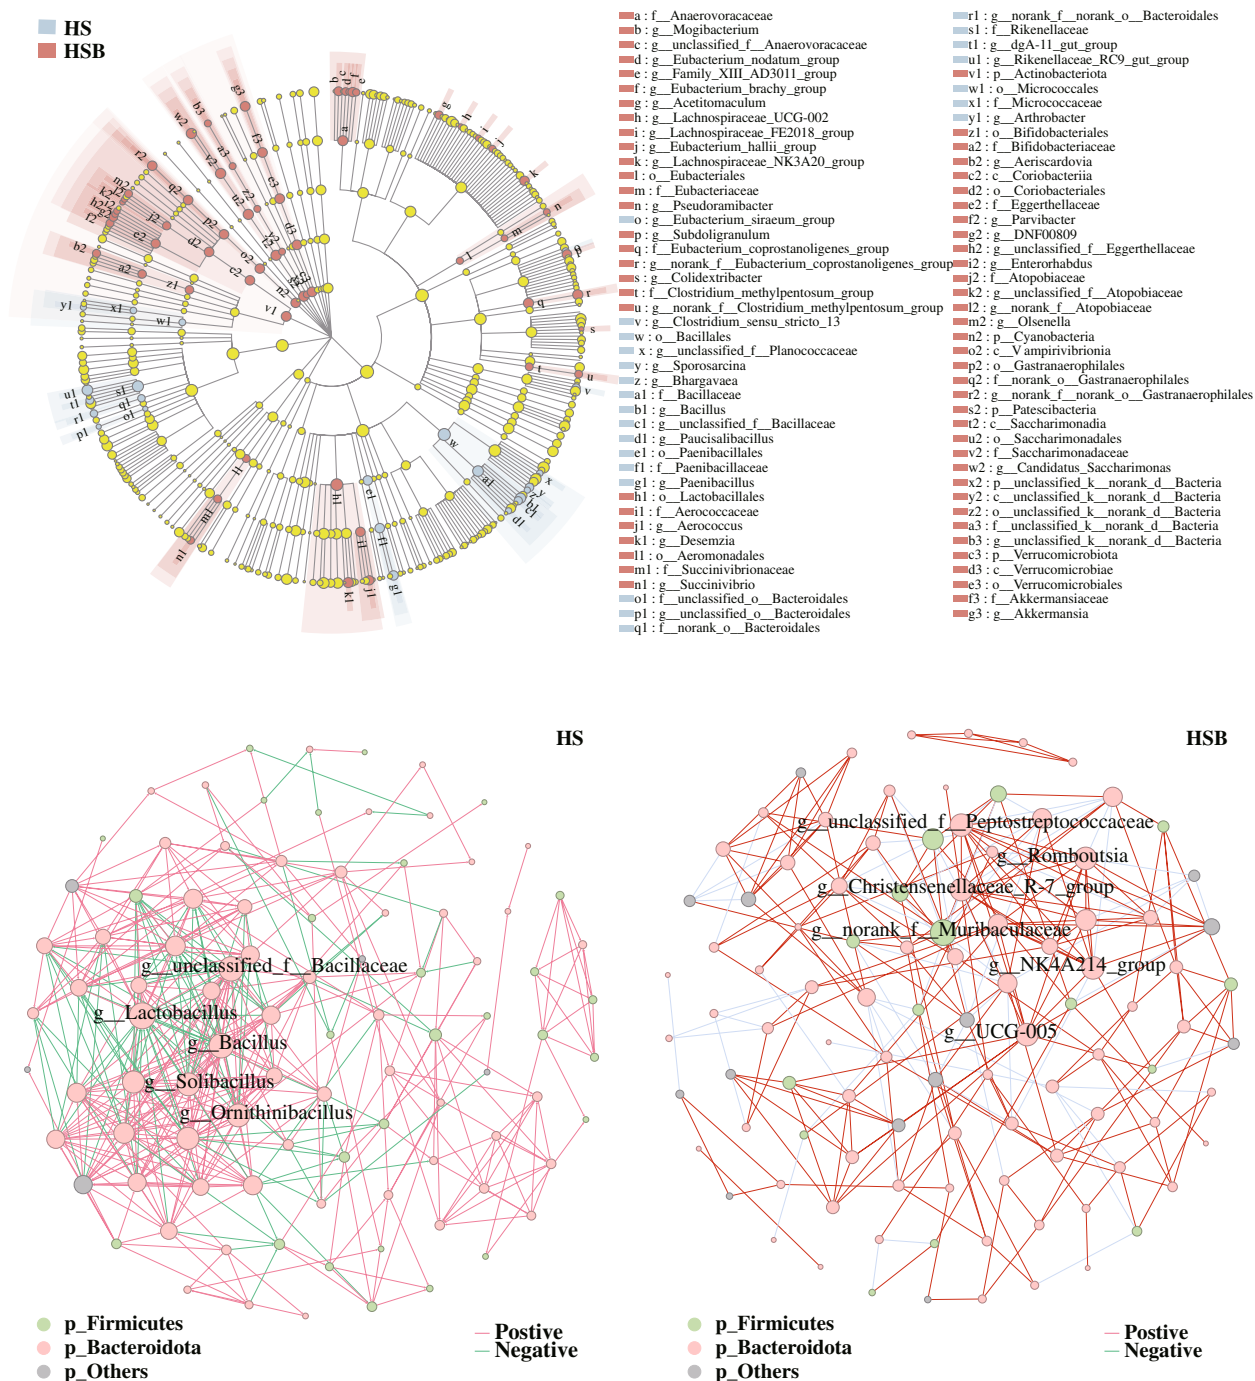 HS
HSB
a : f__Anaerovoracaceae
b : g__Mogibacterium
c : g__unclassified_f__Anaerovoracaceae
d : g__Eubacterium_nodatum_group
e : g__Family_XIII_AD3011_group
f : g__Eubacterium_brachy_group
g : g__Acetitomaculum
h : g__Lachnospiraceae_UCG-002
i : g__Lachnospiraceae_FE2018_group
j : g__Eubacterium_hallii_group
k : g__Lachnospiraceae_NK3A20_group
l : o__Eubacteriales
m : f__Eubacteriaceae
n : g__Pseudoramibacter
o : g__Eubacterium_siraeum_group
p : g__Subdoligranulum
q : f__Eubacterium_coprostanoligenes_group
r : g__norank_f__Eubacterium_coprostanoligenes_group
s : g__Colidextribacter
t : f__Clostridium_methylpentosum_group
u : g__norank_f__Clostridium_methylpentosum_group
v : g__Clostridium_sensu_stricto_13
w : o__Bacillales
x : g__unclassified_f__Planococcaceae
y : g__Sporosarcina
z : g__Bhargavaea
a1 : f__Bacillaceae
b1 : g__Bacillus
c1 : g__unclassified_f__Bacillaceae
d1 : g__Paucisalibacillus
e1 : o__Paenibacillales
f1 : f__Paenibacillaceae
g1 : g__Paenibacillus
h1 : o__Lactobacillales
i1 : f__Aerococcaceae
j1 : g__Aerococcus
k1 : g__Desemzia
l1 : o__Aeromonadales
m1 : f__Succinivibrionaceae
n1 : g__Succinivibrio
o1 : f__unclassified_o__Bacteroidales
p1 : g__unclassified_o__Bacteroidales
q1 : f__norank_o__Bacteroidales
r1 : g__norank_f__norank_o__Bacteroidales
s1 : f__Rikenellaceae
t1 : g__dgA-11_gut_group
u1 : g__Rikenellaceae_RC9_gut_group
v1 : p__Actinobacteriota
w1 : o__Micrococcales
x1 : f__Micrococcaceae
y1 : g__Arthrobacter
z1 : o__Bifidobacteriales
a2 : f__Bifidobacteriaceae
b2 : g__Aeriscardovia
c2 : c__Coriobacteriia
d2 : o__Coriobacteriales
e2 : f__Eggerthellaceae
f2 : g__Parvibacter
g2 : g__DNF00809
h2 : g__unclassified_f__Eggerthellaceae
i2 : g__Enterorhabdus
j2 : f__Atopobiaceae
k2 : g__unclassified_f__Atopobiaceae
l2 : g__norank_f__Atopobiaceae
m2 : g__Olsenella
n2 : p__Cyanobacteria
o2 : c__Vampirivibrionia
p2 : o__Gastranaerophilales
q2 : f__norank_o__Gastranaerophilales
r2 : g__norank_f__norank_o__Gastranaerophilales
s2 : p__Patescibacteria
t2 : c__Saccharimonadia
u2 : o__Saccharimonadales
v2 : f__Saccharimonadaceae
w2 : g__Candidatus_Saccharimonas
x2 : p__unclassified_k__norank_d__Bacteria
y2 : c__unclassified_k__norank_d__Bacteria
z2 : o__unclassified_k__norank_d__Bacteria
a3 : f__unclassified_k__norank_d__Bacteria
b3 : g__unclassified_k__norank_d__Bacteria
c3 : p__Verrucomicrobiota
d3 : c__Verrucomicrobiae
e3 : o__Verrucomicrobiales
f3 : f__Akkermansiaceae
g3 : g__Akkermansia
HS
g__unclassified_f__Bacillaceae
g__Lactobacillus
g__Bacillus
g__Solibacillus
g__Ornithinibacillus
p_Firmicutes
p_Bacteroidota
p_Others
Postive
Negative
HSB
g__unclassified_f__Peptostreptococcaceae
g__Romboutsia
g__Christensenellaceae_R-7_group
g__norank_f__Muribaculaceae
g__NK4A214_group
g__UCG-005
p_Firmicutes
p_Bacteroidota
p_Others
Postive
Negative